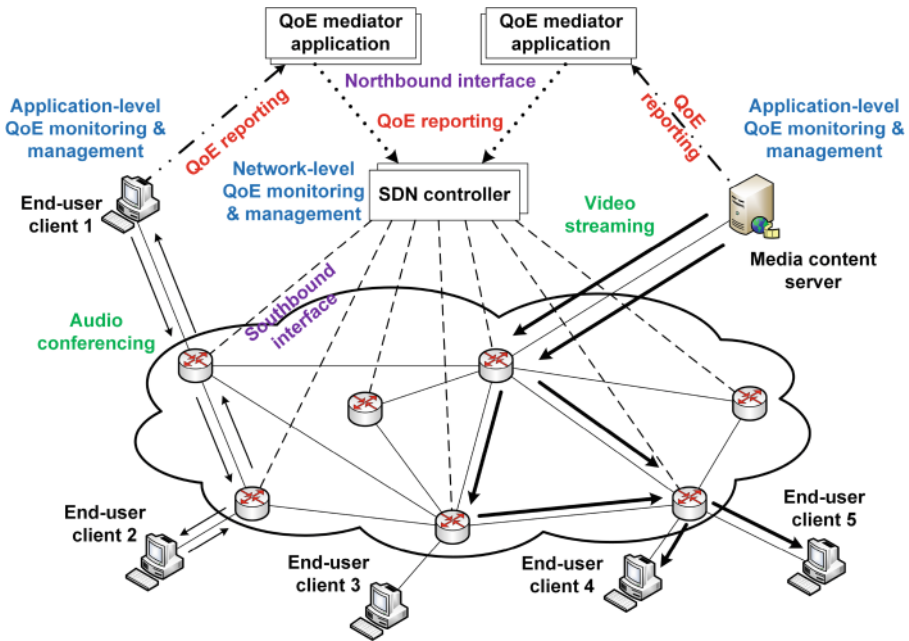 QoE mediator
application
QoE mediator
application
Northbound interface
Application-level
QoE monitoring &
management
QoE reporting
QoE reporting
QoE
reporting
Application-level
QoE monitoring &
management
Network-level
QoE monitoring
& management
SDN controller
End-user
client 1
Video
streaming
Media content
server
Southbound
interface
Audio
conferencing
End-user
client 2
End-user
client 3
End-user
client 4
End-user
client 5